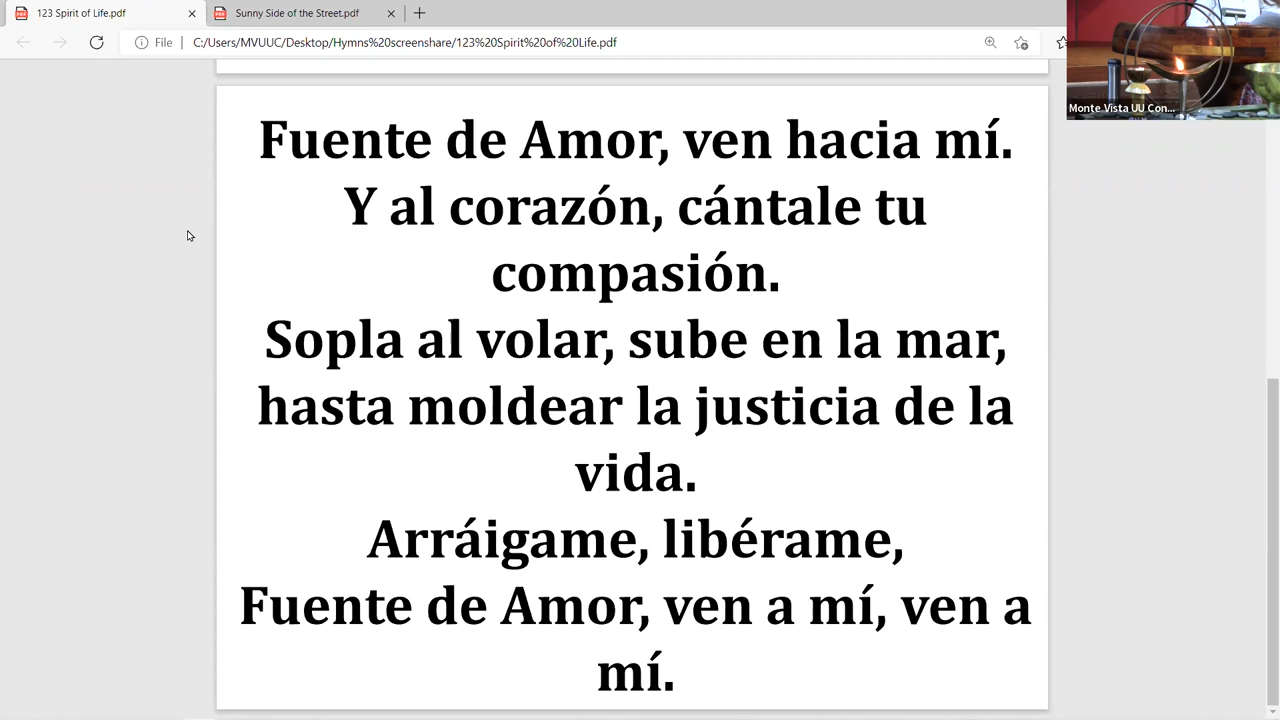 123 Spirit of Life.pdf
Sunny Side of the Street.pdf
File | C:/Users/MVUUC/Desktop/Hymns%20screenshare/123%20Spirit%20of%20Life.pdf
Monte Vista UU Con...
Fuente de Amor, ven hacia mí.
Y al corazón, cántale tu
compasión.
Sopla al volar, sube en la mar,
hasta moldear la justicia de la
vida.
Arráigame, libérame,
Fuente de Amor, ven a mí, ven a
mí.